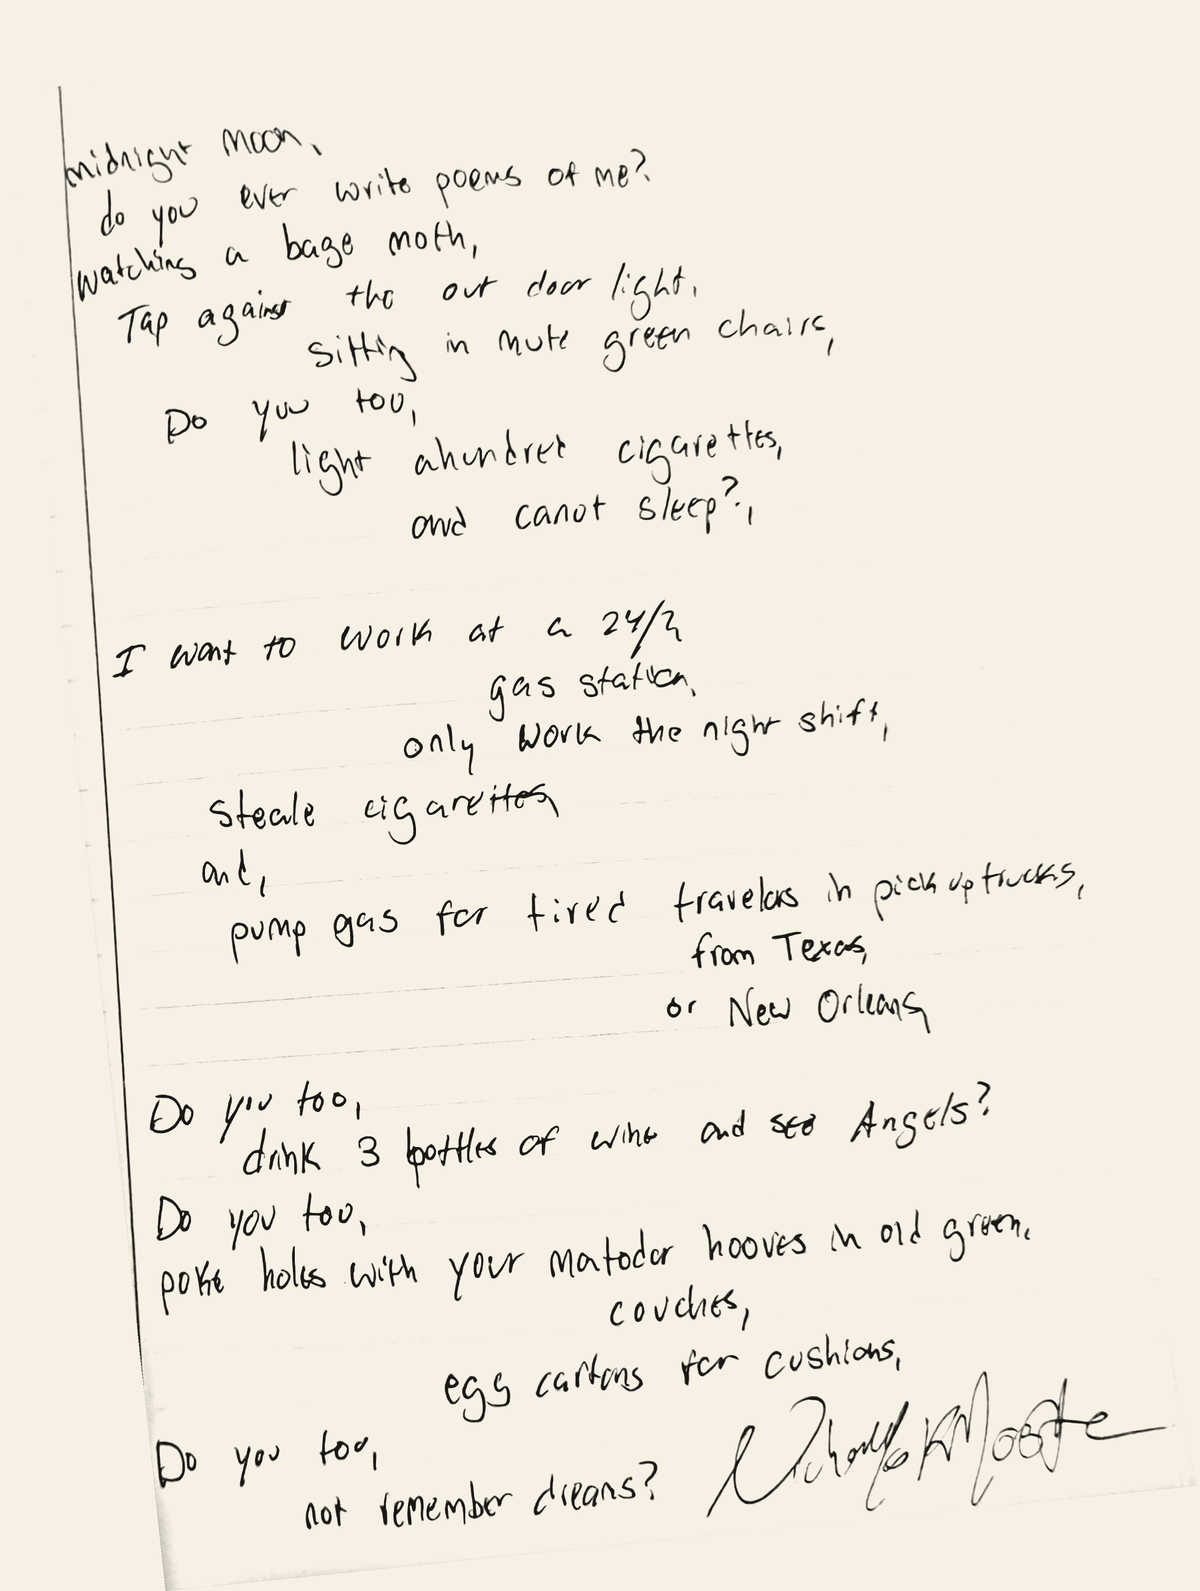 midnight Moon,
do you ever write poems of me?
watching a bage moth,
Tap against the out door light,
sitting in mute green chairs,
Do you too,
light ahundred cigarettes,
and canot sleep?,
I want to work at a 24/7
gas station,
only work the night shift,
steale cigarettes
and,
pump gas for tired travelors in pick up trucks,
from Texas,
or New Orleans,
Do you too,
drink 3 bottles of wine and see Angels?
Do you too,
poke holes with your matodor hooves in old green,
couches,
egg cartons for cushions,
Do you too,
not remember dreams?